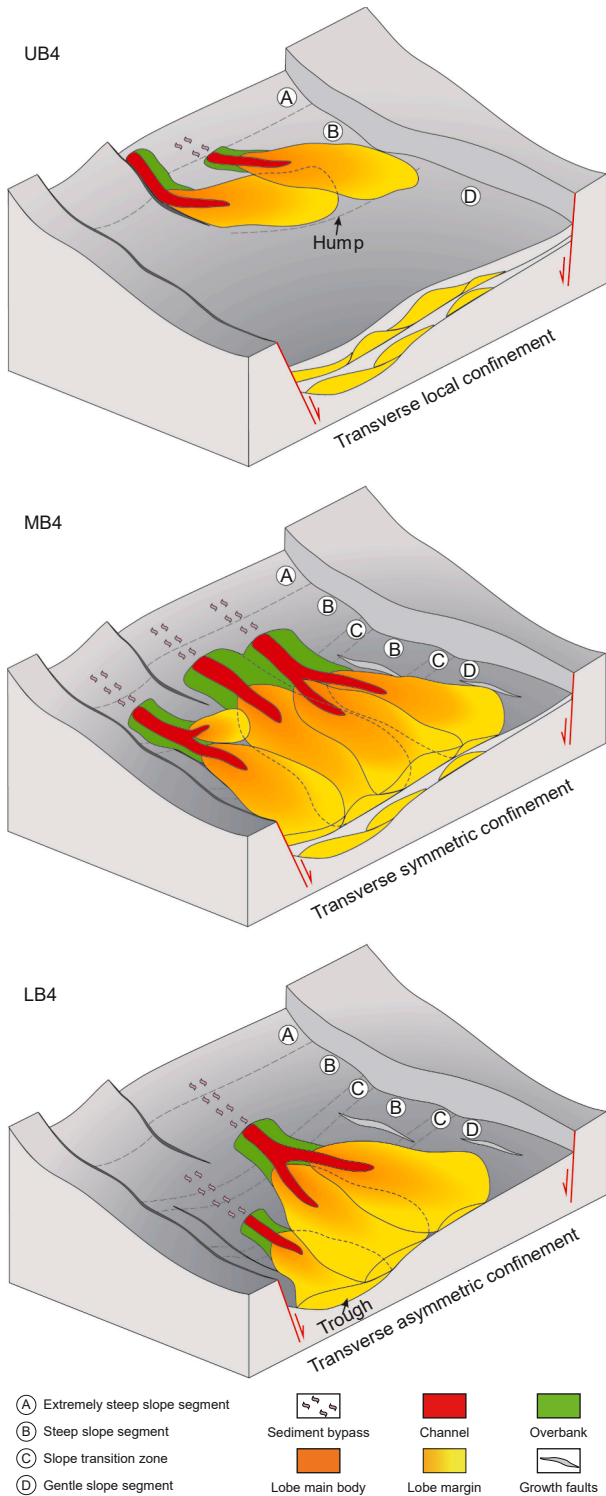 UB4
A
B
D
Hump
Transverse local confinement
MB4
A
B
C
B
C
D
Transverse symmetric confinement
LB4
A
B
C
B
C
D
Trough
Transverse asymmetric confinement
A Extremely steep slope segment
B Steep slope segment
C Slope transition zone
D Gentle slope segment
Sediment bypass
Channel
Overbank
Lobe main body
Lobe margin
Growth faults